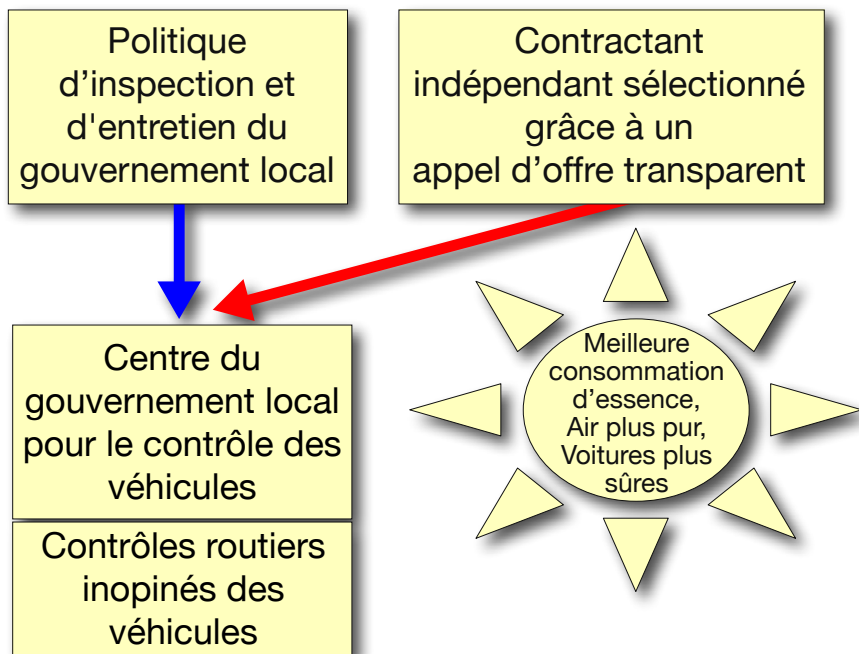 Politique
d’inspection et
d'entretien du
gouvernement local
Contractant
indépendant sélectionné
grâce à un
appel d’offre transparent
Centre du
gouvernement local
pour le contrôle des
véhicules
Contrôles routiers
inopinés des
véhicules
Meilleure
consommation
d’essence,
Air plus pur,
Voitures plus
sûres